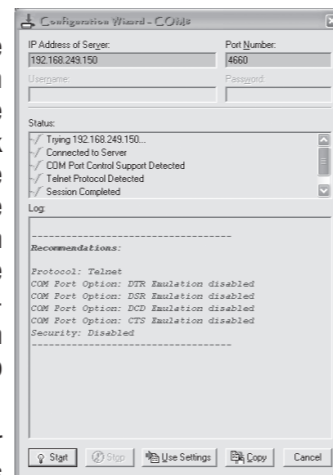 Configuration Wizard - COM8
IP Address of Server: Port Number:
192.168.249.150 4660
Username: Password:
Status:
Trying 192.168.249.150...
Connected to Server
COM Port Control Support Detected
Telnet Protocol Detected
Session Completed
Log:
--------------------------------
Recommendations:
Protocol: Telnet
COM Port Option: DTR Emulation disabled
COM Port Option: DSR Emulation disabled
COM Port Option: DCD Emulation disabled
COM Port Option: CTS Emulation disabled
Security: Disabled
--------------------------------
Start Stop Use Settings Copy Cancel